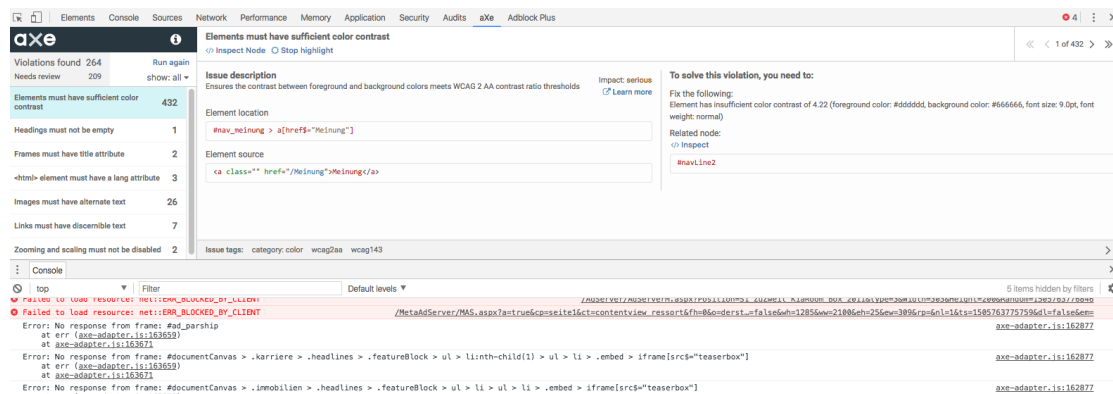 Elements Console Sources Network Performance Memory Application Security Audits aXe Adblock Plus 4
axe
Violations found 264 Run again
Needs review 209 show: all
Elements must have sufficient color contrast 432
Headings must not be empty 1
Frames must have title attribute 2
<html> element must have a lang attribute 3
Images must have alternate text 26
Links must have discernible text 7
Zooming and scaling must not be disabled 2
Elements must have sufficient color contrast
</> Inspect Node Stop highlight
1 of 432
Issue description
Ensures the contrast between foreground and background colors meets WCAG 2 AA contrast ratio thresholds
Impact: serious
Learn more
Element location
#nav_meinung > a[href$="Meinung"]
Element source
<a class="" href="/Meinung">Meinung</a>
To solve this violation, you need to:
Fix the following:
Element has insufficient color contrast of 4.22 (foreground color: #dddddd, background color: #666666, font size: 9.0pt, font
weight: normal)
Related node:
</> Inspect
#navLine2
Issue tags: category: color wcag2aa wcag143
Console
top Filter Default levels 5 items hidden by filters
Failed to load resource: net::ERR_BLOCKED_BY_CLIENT
Failed to load resource: net::ERR_BLOCKED_BY_CLIENT /MetaAdServer/MAS.aspx?a=true&cp=seite1&ct=contentview_ressort&fh=0&o=derst…=false&wh=1285&ww=2100&eh=25&ew=309&rp=&nl=1&ts=1505763775759&dl=false&em=
Error: No response from frame: #ad_parship axe-adapter.js:162877
at err (axe-adapter.js:163659)
at axe-adapter.js:163671
Error: No response from frame: #documentCanvas > .karriere > .headlines > .featureBlock > ul > li:nth-child(1) > ul > li > .embed > iframe[src$="teaserbox"] axe-adapter.js:162877
at err (axe-adapter.js:163659)
at axe-adapter.js:163671
Error: No response from frame: #documentCanvas > .immobilien > .headlines > .featureBlock > ul > li > ul > li > .embed > iframe[src$="teaserbox"] axe-adapter.js:162877